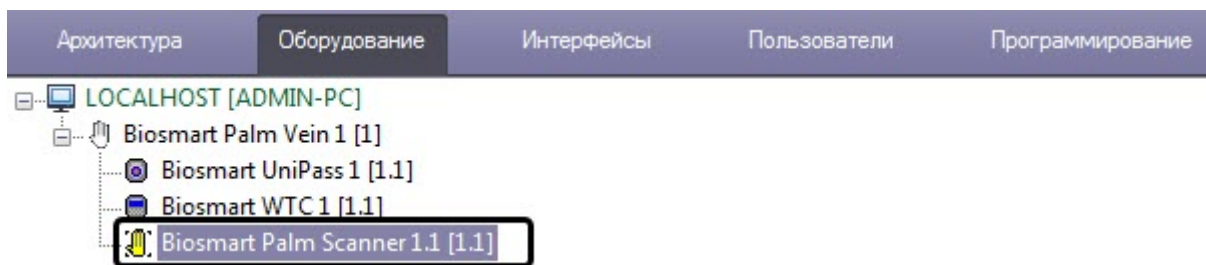 Архитектура Оборудование Интерфейсы Пользователи Программирование
LOCALHOST [ADMIN-PC]
Biosmart Palm Vein 1 [1]
Biosmart UniPass 1 [1.1]
Biosmart WTC 1 [1.1]
Biosmart Palm Scanner 1.1 [1.1]